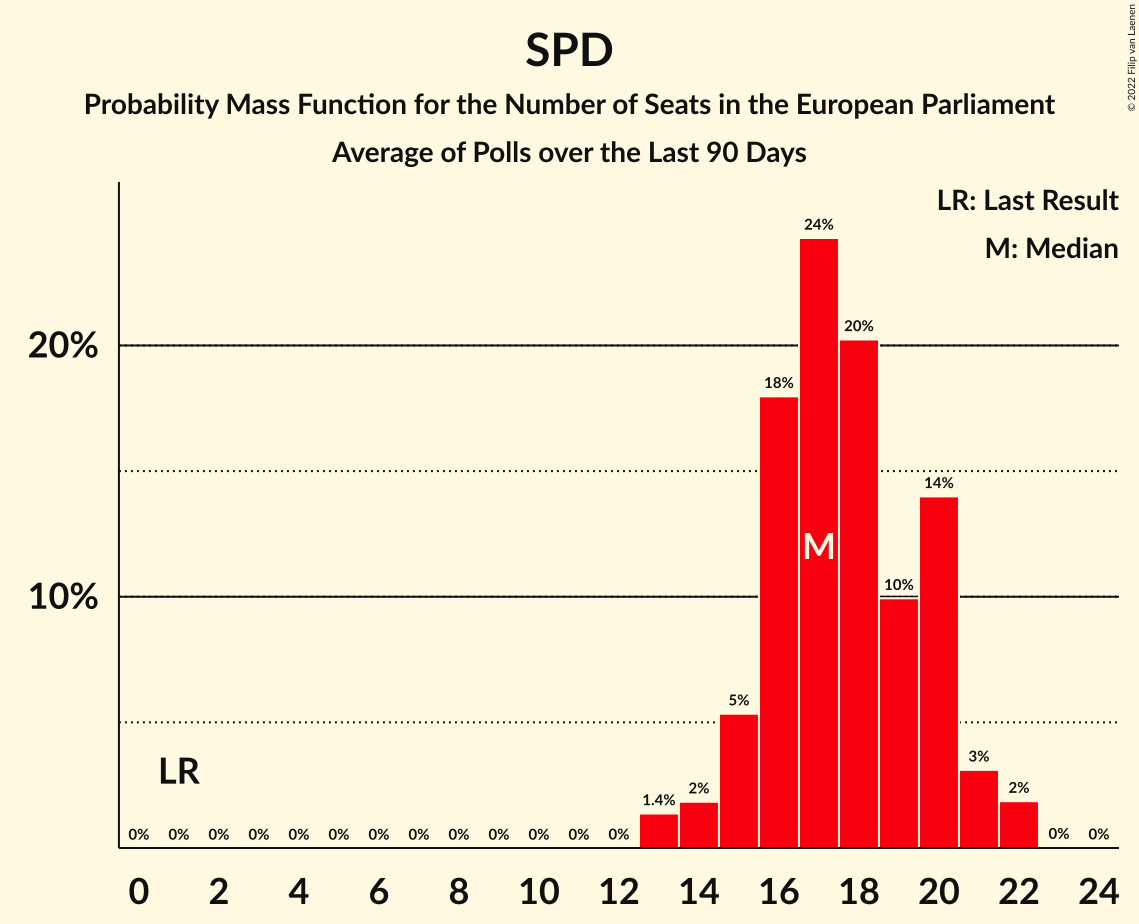 SPD
Probability Mass Function for the Number of Seats in the European Parliament
Average of Polls over the Last 90 Days
© 2022 Filip van Laenen
LR: Last Result
M: Median
24%
20%
20%
18%
14%
M
10%
10%
5%
LR
3%
1.4% 2% 2%
0% 0% 0% 0% 0% 0% 0% 0% 0% 0% 0% 0% 0% 0% 0%
0 2 4 6 8 10 12 14 16 18 20 22 24